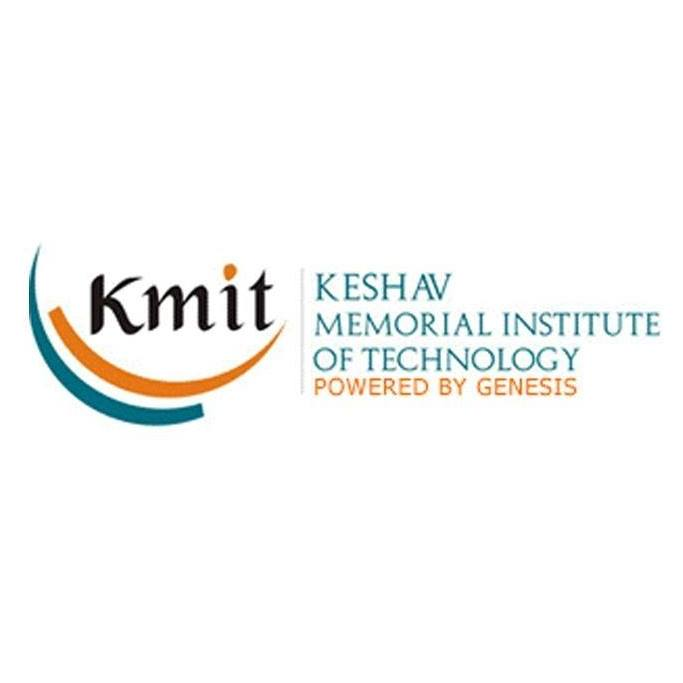 Kmit
KESHAV
MEMORIAL INSTITUTE
OF TECHNOLOGY
POWERED BY GENESIS